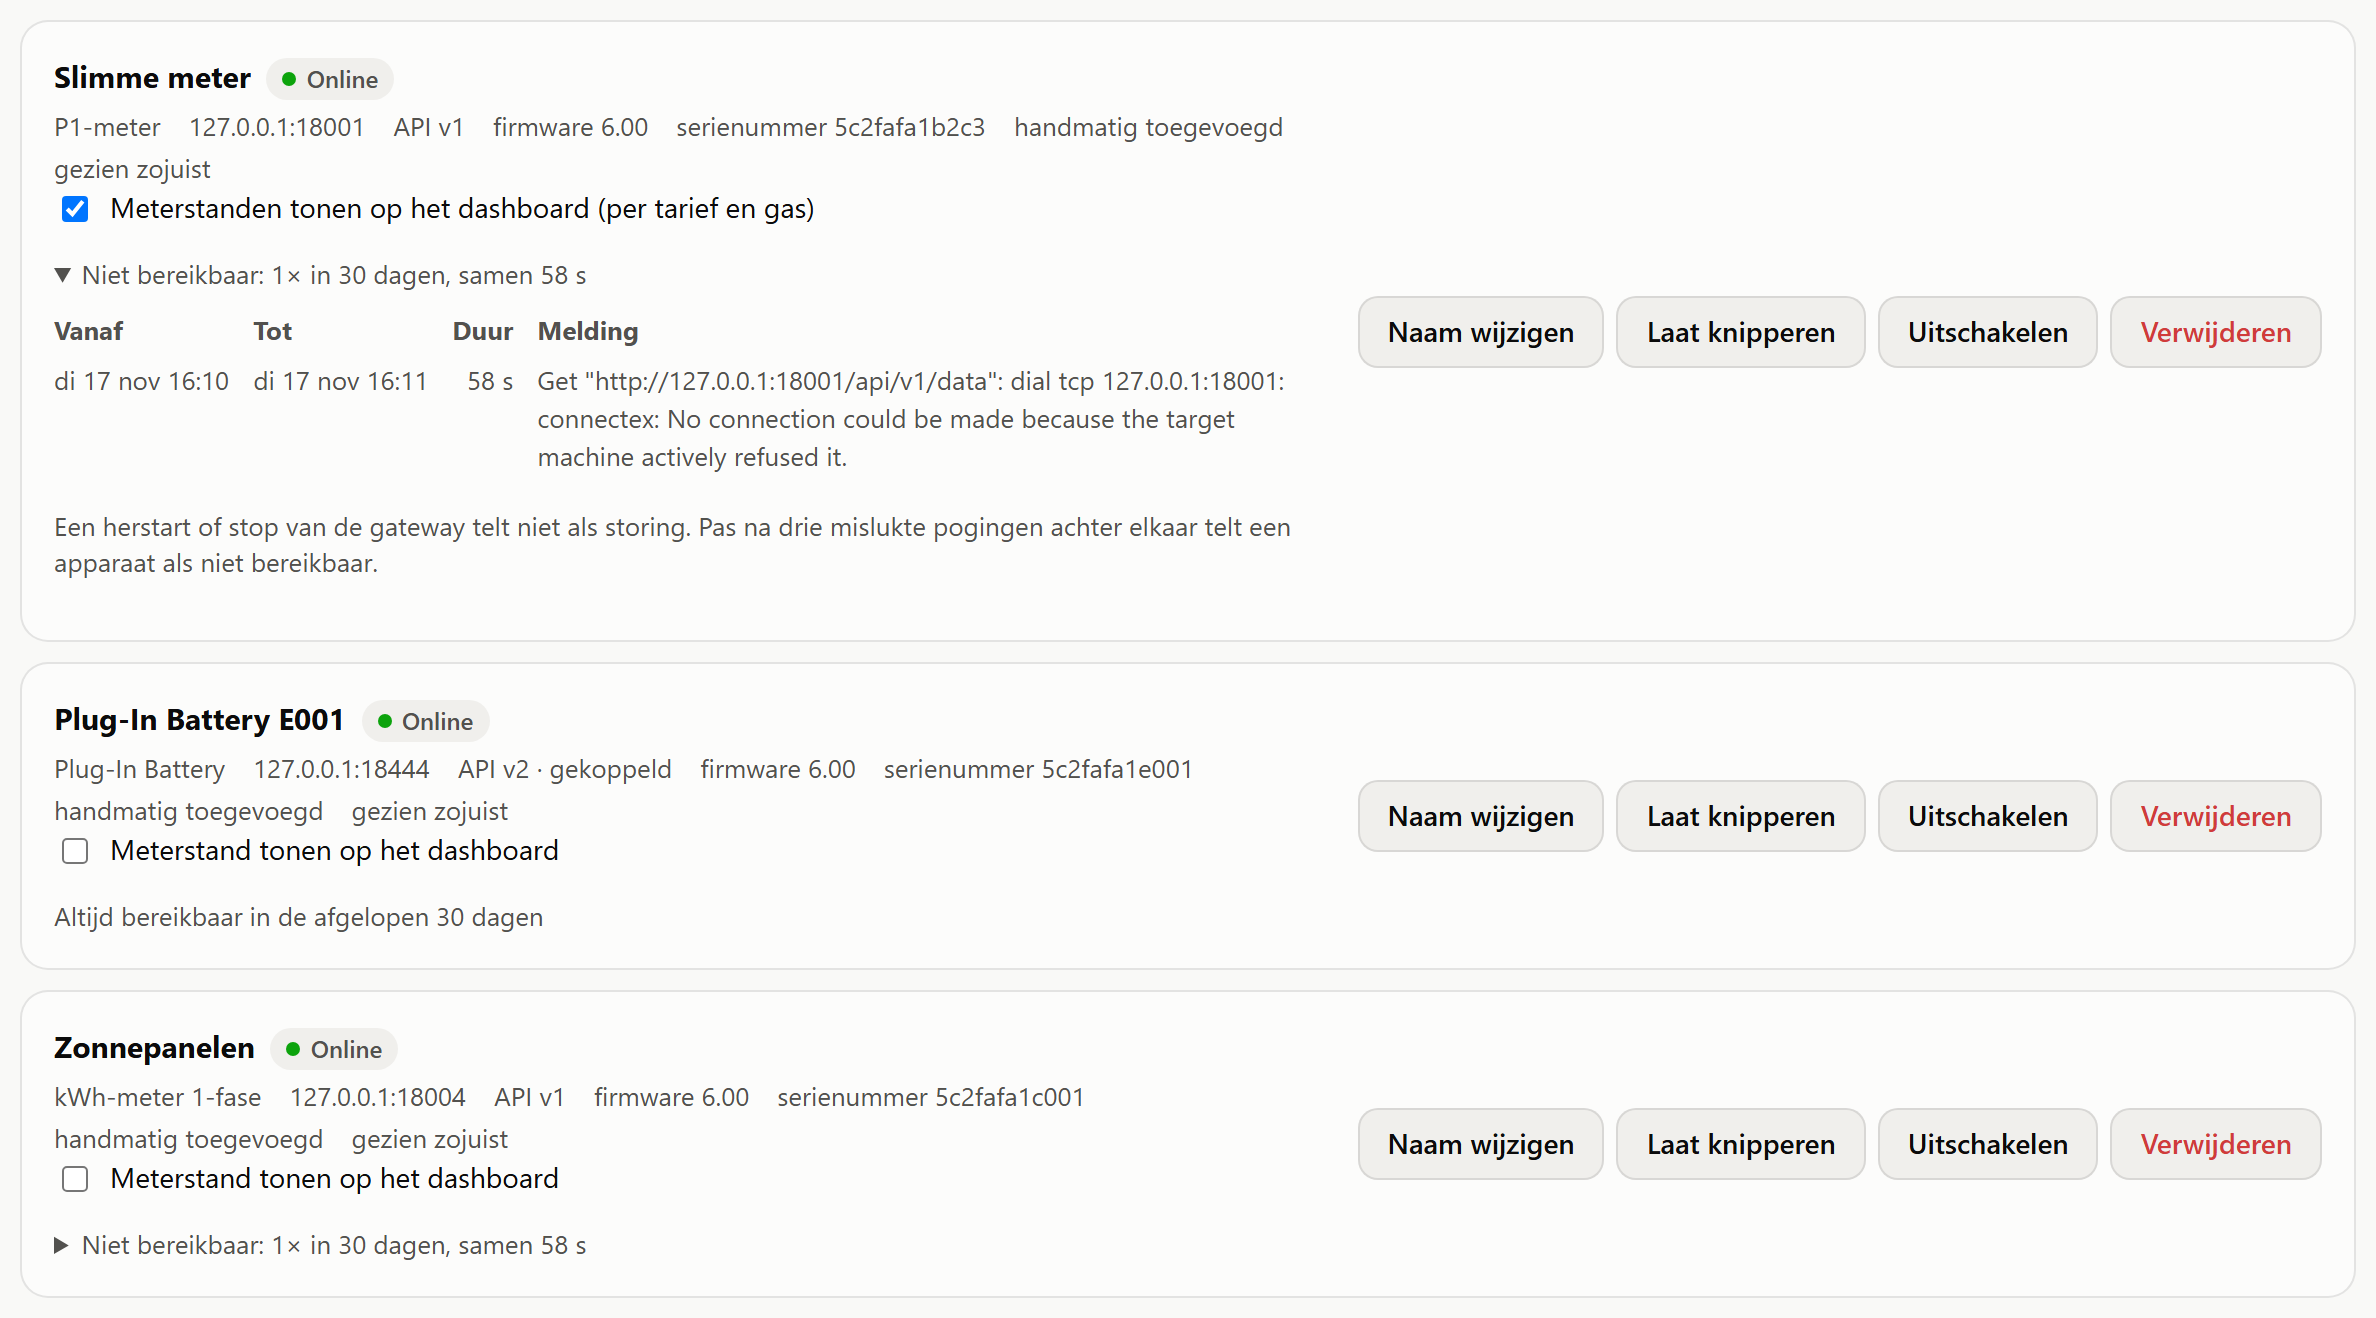 Slimme meter Online
P1-meter 127.0.0.1:18001 API v1 firmware 6.00 serienummer 5c2fafa1b2c3 handmatig toegevoegd
gezien zojuist
Meterstanden tonen op het dashboard (per tarief en gas)
Niet bereikbaar: 1× in 30 dagen, samen 58 s
Vanaf Tot Duur Melding
di 17 nov 16:10 di 17 nov 16:11 58 s Get "http://127.0.0.1:18001/api/v1/data": dial tcp 127.0.0.1:18001:
connectex: No connection could be made because the target
machine actively refused it.
Naam wijzigen Laat knipperen Uitschakelen Verwijderen
Een herstart of stop van de gateway telt niet als storing. Pas na drie mislukte pogingen achter elkaar telt een
apparaat als niet bereikbaar.
Plug-In Battery E001 Online
Plug-In Battery 127.0.0.1:18444 API v2 · gekoppeld firmware 6.00 serienummer 5c2fafa1e001
handmatig toegevoegd gezien zojuist
Meterstand tonen op het dashboard
Naam wijzigen Laat knipperen Uitschakelen Verwijderen
Altijd bereikbaar in de afgelopen 30 dagen
Zonnepanelen Online
kWh-meter 1-fase 127.0.0.1:18004 API v1 firmware 6.00 serienummer 5c2fafa1c001
handmatig toegevoegd gezien zojuist
Meterstand tonen op het dashboard
Naam wijzigen Laat knipperen Uitschakelen Verwijderen
Niet bereikbaar: 1× in 30 dagen, samen 58 s